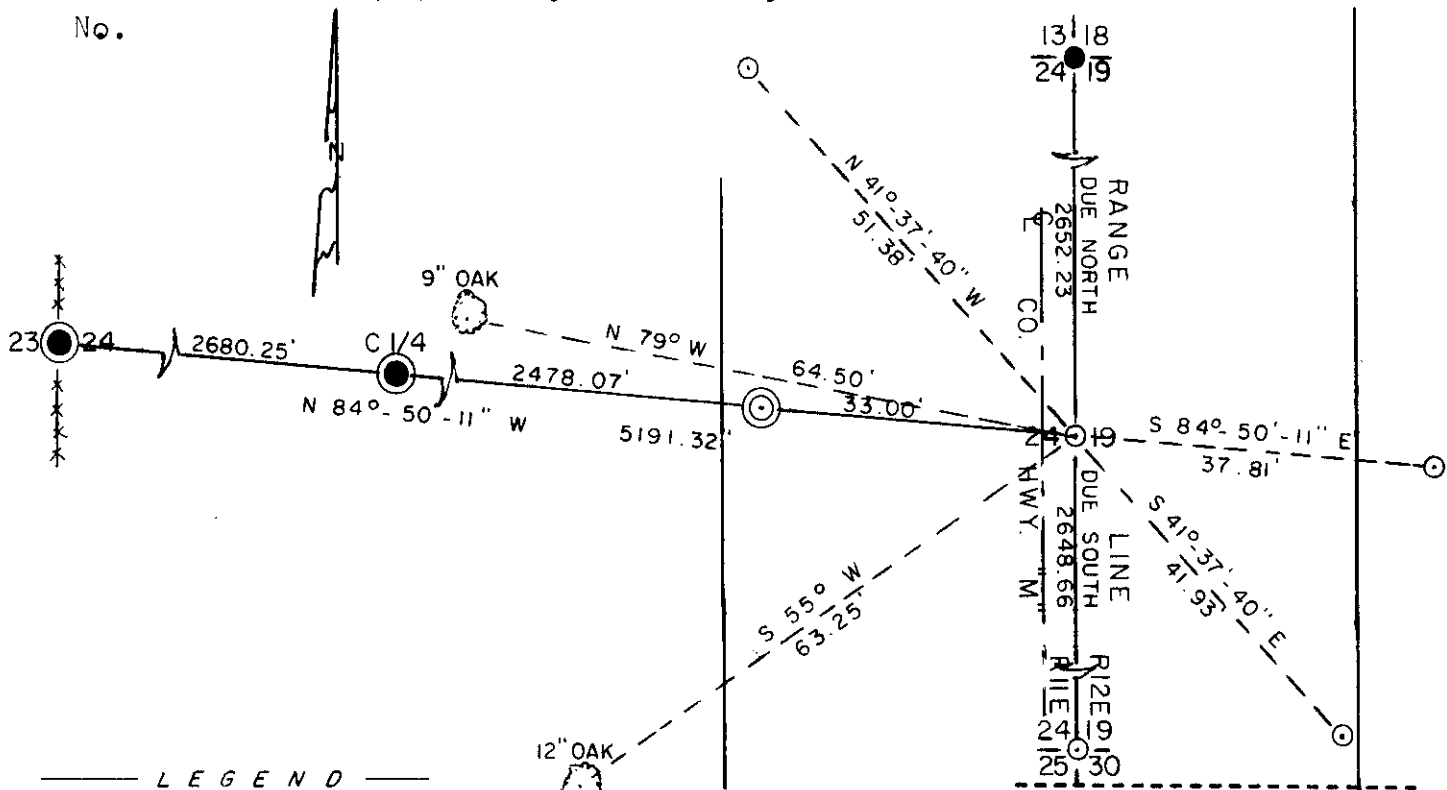 No.
13 18
24 19
N
RANGE
DUE NORTH
2652.23
N 41°-37'-40" W
51.38'
9" OAK
N 79° W
64.50'
23 24
2680.25'
C 1/4
2478.07'
33.00'
N 84°-50'-11" W
5191.32"
24 19
S 84°-50'-11" E
37.81'
℄ CO. HWY. "M"
LINE
DUE SOUTH
2648.66
S 41°-37'-40" E
41.93'
S 55° W
63.25'
R11E R12E
24 19
25 30
12" OAK
LEGEND